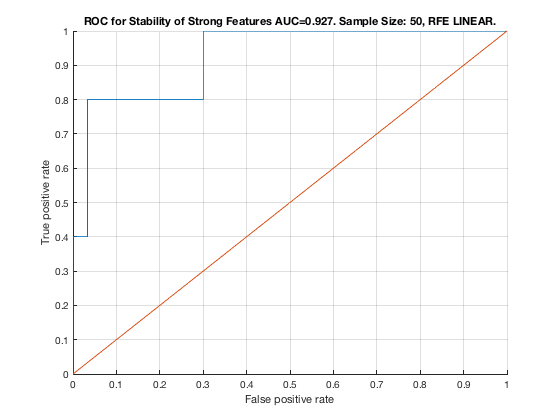 ROC for Stability of Strong Features AUC=0.927. Sample Size: 50, RFE LINEAR.
True positive rate
1
0.9
0.8
0.7
0.6
0.5
0.4
0.3
0.2
0.1
0
0 0.1 0.2 0.3 0.4 0.5 0.6 0.7 0.8 0.9 1
False positive rate